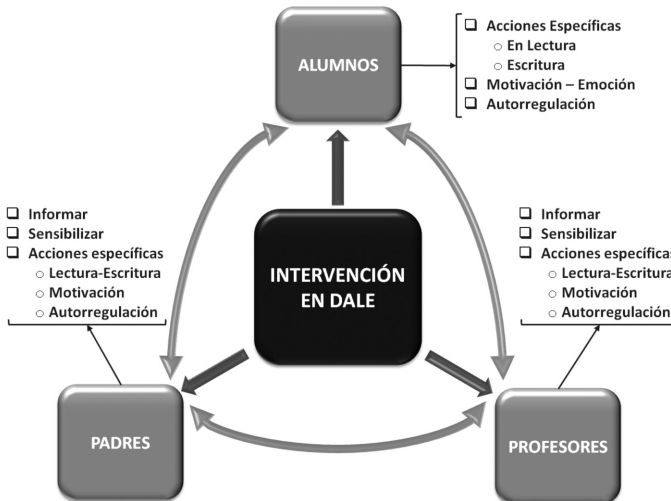 ALUMNOS
❑ Acciones Específicas
○ En Lectura
○ Escritura
❑ Motivación – Emoción
❑ Autorregulación
❑ Informar
❑ Sensibilizar
❑ Acciones específicas
○ Lectura-Escritura
○ Motivación
○ Autorregulación
❑ Informar
❑ Sensibilizar
❑ Acciones específicas
○ Lectura-Escritura
○ Motivación
○ Autorregulación
INTERVENCIÓN
EN DALE
PADRES
PROFESORES